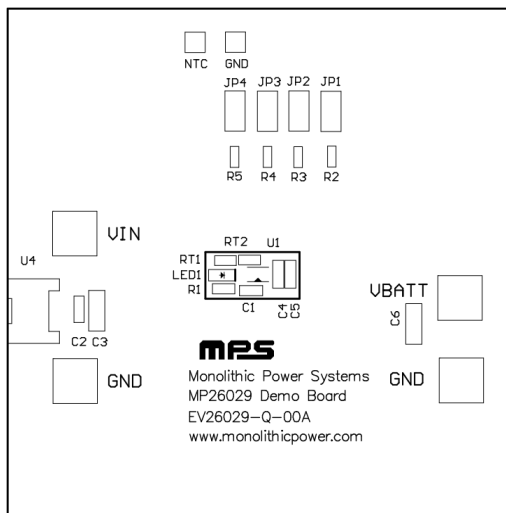 NTC GND
JP4 JP3 JP2 JP1
R5 R4 R3 R2
VIN
U4
RT2 U1
RT1
LED1
R1
C1
C4
C5
VBATT
C6
C2 C3
GND
GND
MPS
Monolithic Power Systems
MP26029 Demo Board
EV26029-Q-00A
www.monolithicpower.com